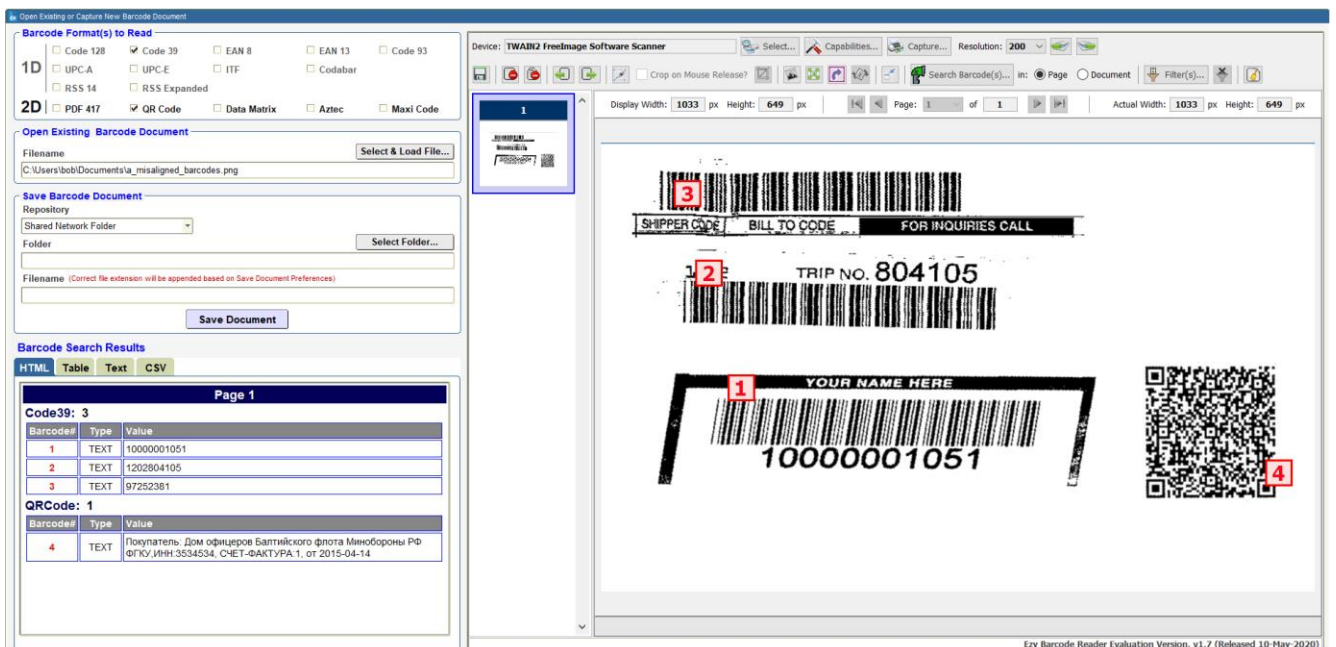 Open Existing or Capture New Barcode Document
Barcode Format(s) to Read
1D
Code 128 Code 39 EAN 8 EAN 13 Code 93
UPC-A UPC-E ITF Codabar
RSS 14 RSS Expanded
2D PDF 417 QR Code Data Matrix Aztec Maxi Code
Open Existing Barcode Document
Filename Select & Load File...
C:\Users\bob\Documents\a_misaligned_barcodes.png
Save Barcode Document
Repository
Shared Network Folder
Folder Select Folder...
Filename (Correct file extension will be appended based on Save Document Preferences)
Save Document
Barcode Search Results
HTML Table Text CSV
Page 1
Code39: 3
Barcode# Type Value
1 TEXT 10000001051
2 TEXT 1202804105
3 TEXT 97252381
QRCode: 1
Barcode# Type Value
4 TEXT Покупатель: Дом офицеров Балтийского флота Минобороны РФ
ФГКУ,ИНН:3534534, СЧЕТ-ФАКТУРА:1, от 2015-04-14
Device: TWAIN2 FreeImage Software Scanner Select... Capabilities... Capture... Resolution: 200
Crop on Mouse Release? Search Barcode(s)... in: Page Document Filter(s)...
1
Display Width: 1033 px Height: 649 px Page: 1 of 1 Actual Width: 1033 px Height: 649 px
3
SHIPPER CODE BILL TO CODE FOR INQUIRIES CALL
2 TRIP NO. 804105
1 YOUR NAME HERE
10000001051
4
Ezy Barcode Reader Evaluation Version, v1.7 (Released 10-May-2020)